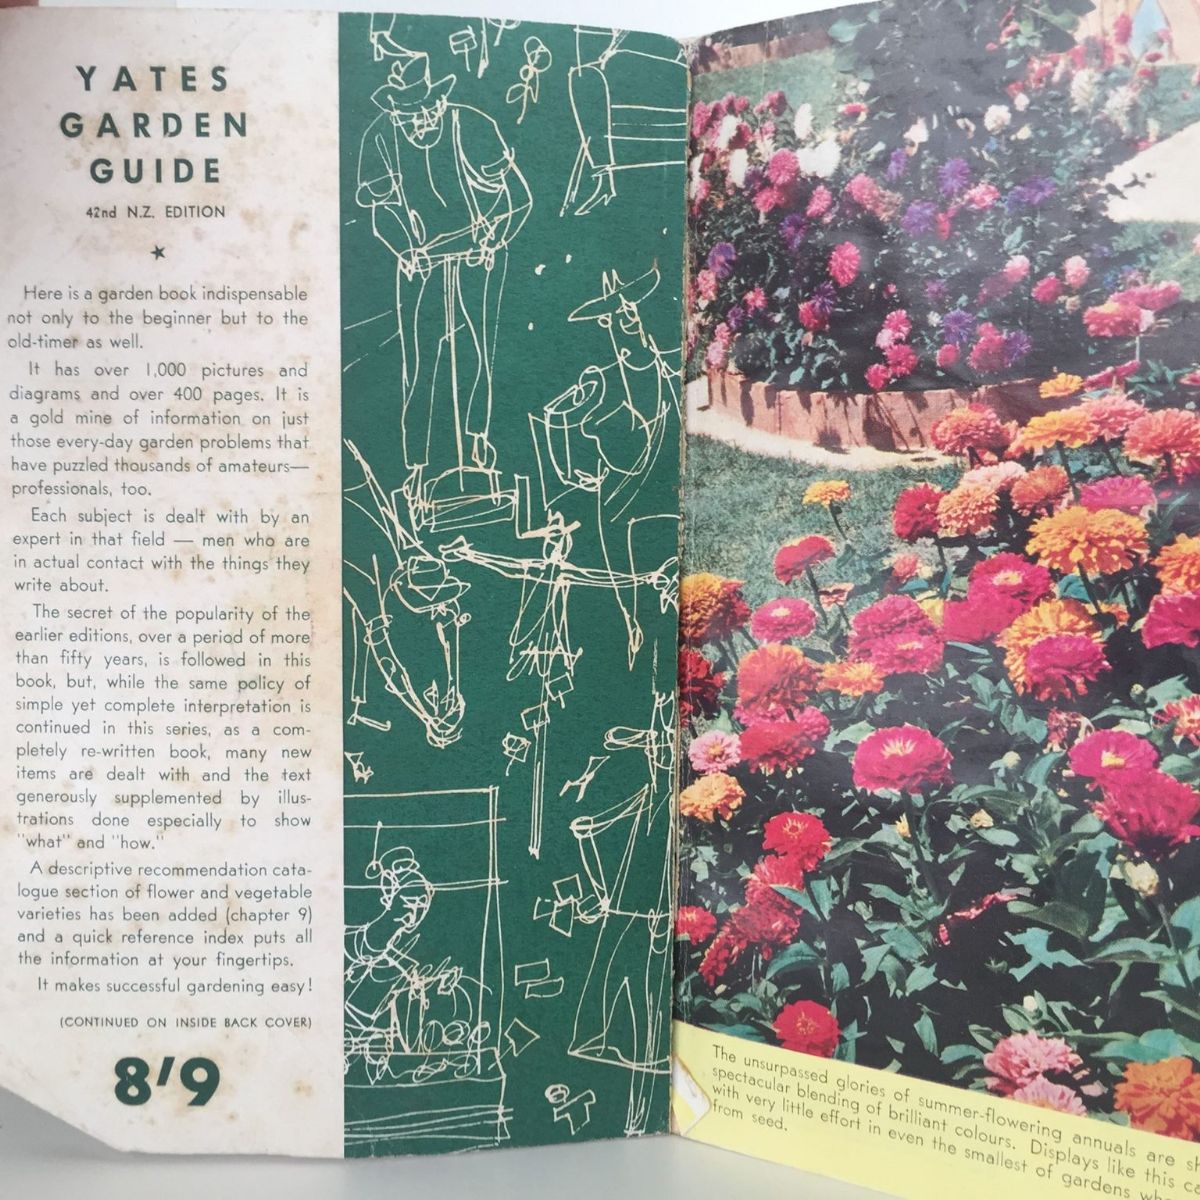 YATES
GARDEN
GUIDE
42nd N.Z. EDITION
Here is a garden book indispensable
not only to the beginner but to the
old-timer as well.
It has over 1,000 pictures and
diagrams and over 400 pages. It is
a gold mine of information on just
those every-day garden problems that
have puzzled thousands of amateurs—
professionals, too.
Each subject is dealt with by an
expert in that field — men who are
in actual contact with the things they
write about.
The secret of the popularity of the
earlier editions, over a period of more
than fifty years, is followed in this
book, but, while the same policy of
simple yet complete interpretation is
continued in this series, as a com-
pletely re-written book, many new
items are dealt with and the text
generously supplemented by illus-
trations done especially to show
"what" and "how."
A descriptive recommendation cata-
logue section of flower and vegetable
varieties has been added (chapter 9)
and a quick reference index puts all
the information at your fingertips.
It makes successful gardening easy!
(CONTINUED ON INSIDE BACK COVER)
8'9
The unsurpassed glories of summer-flowering annuals are
spectacular blending of brilliant colours. Displays like this
with very little effort in even the smallest of gardens
from seed.